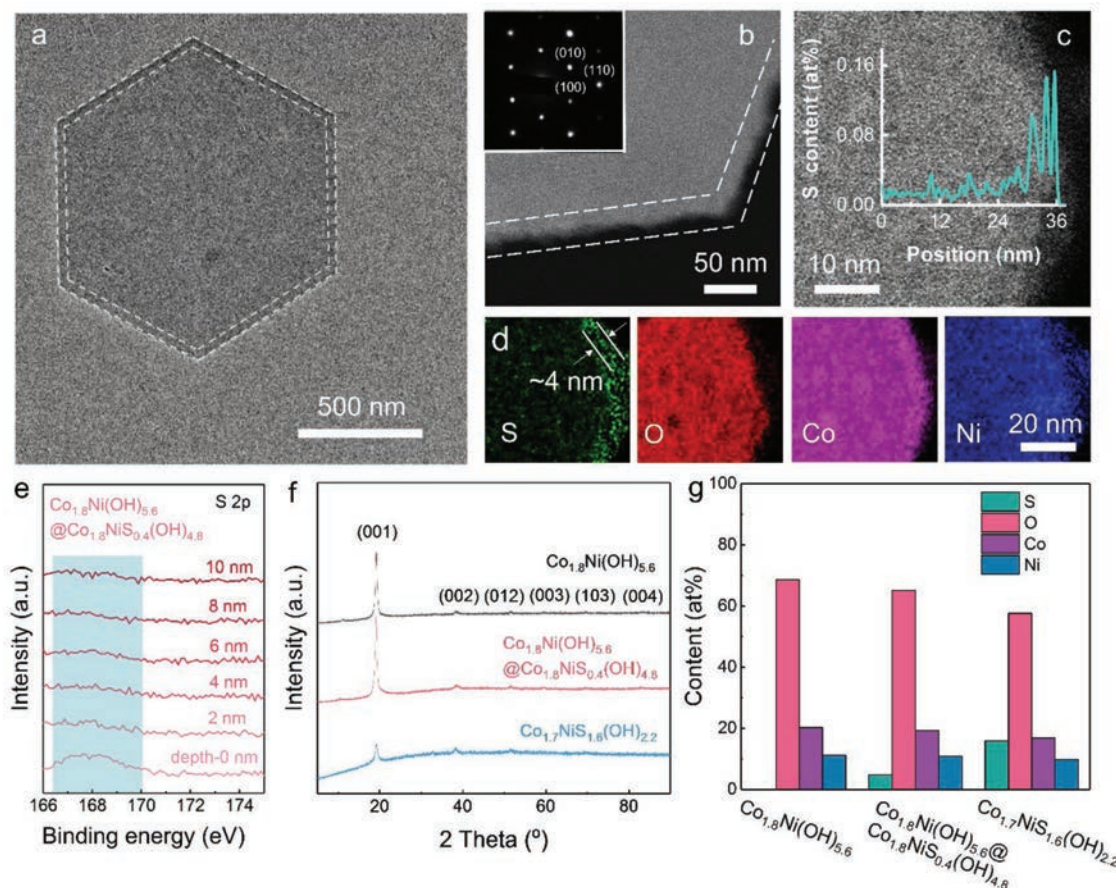 a
500 nm
b
(010)
(110)
(100)
50 nm
c
S content (at%)
0.16
0.08
0.00
0 12 24 36
Position (nm)
10 nm
d
~4 nm
S
O
Co
Ni
20 nm
e
Co1.8Ni(OH)5.6
@Co1.8NiS0.4(OH)4.8
S 2p
10 nm
8 nm
6 nm
4 nm
2 nm
depth-0 nm
166 168 170 172 174
Binding energy (eV)
f
Intensity (a.u.)
(001)
Co1.8Ni(OH)5.6
(002) (012) (003) (103) (004)
Co1.8Ni(OH)5.6
@Co1.8NiS0.4(OH)4.8
Co1.7NiS1.6(OH)2.2
20 40 60 80
2 Theta (°)
Intensity (a.u.)
g
Content (at%)
100
80
60
40
20
0
S
O
Co
Ni
Co1.8Ni(OH)5.6
Co1.8Ni(OH)5.6@
Co1.8NiS0.4(OH)4.8
Co1.7NiS1.6(OH)2.2